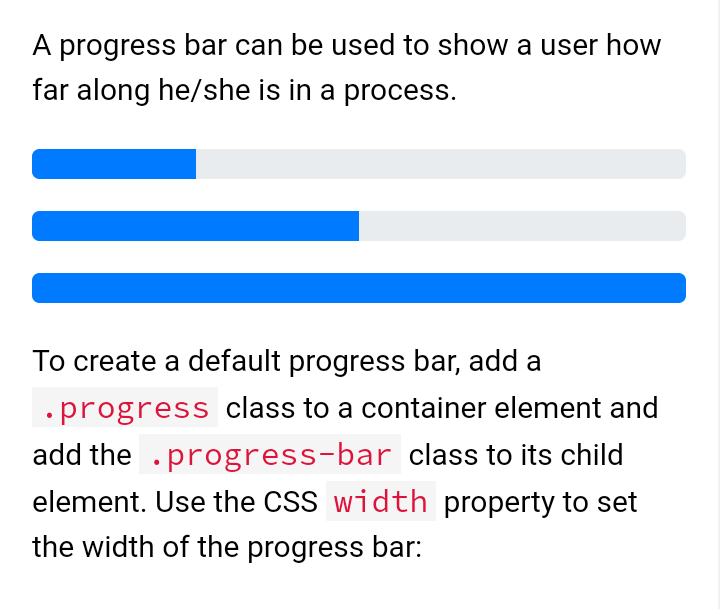 A progress bar can be used to show a user how
far along he/she is in a process.
To create a default progress bar, add a
.progress class to a container element and
add the .progress-bar class to its child
element. Use the CSS width property to set
the width of the progress bar: